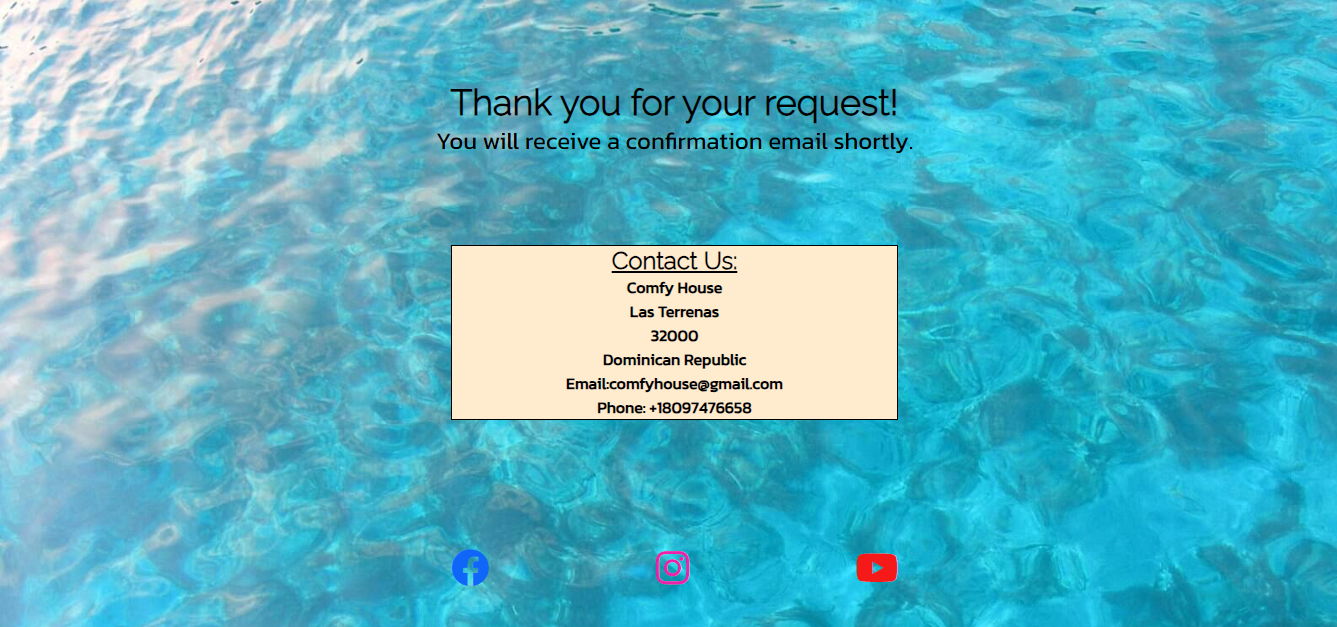 Thank you for your request!
You will receive a confirmation email shortly.
Contact Us:
Comfy House
Las Terrenas
32000
Dominican Republic
Email:comfyhouse@gmail.com
Phone: +18097476658